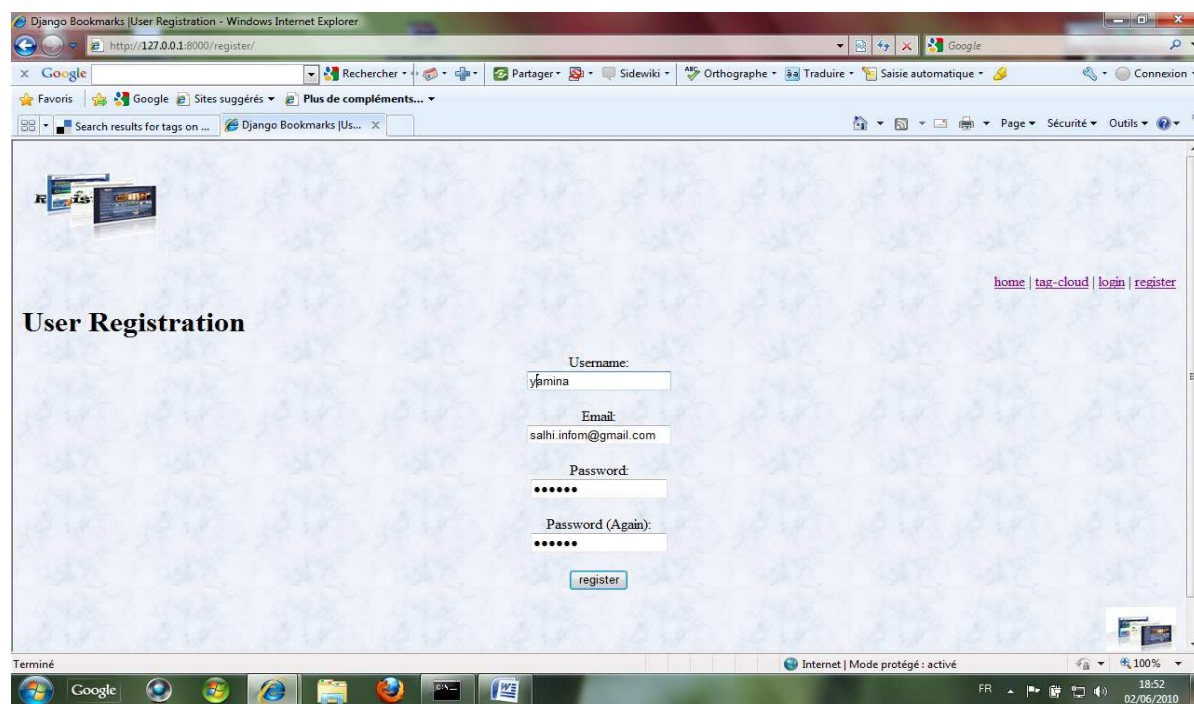 Django Bookmarks |User Registration - Windows Internet Explorer
http://127.0.0.1:8000/register/
Google
x Google Rechercher Partager Sidewiki Orthographe Traduire Saisie automatique Connexion
Favoris Google Sites suggérés Plus de compléments...
Search results for tags on ... Django Bookmarks |Us... x Page Sécurité Outils
home | tag-cloud | login | register
User Registration
Username:
yamina
Email:
salhi.infom@gmail.com
Password:
••••••
Password (Again):
••••••
register
Terminé Internet | Mode protégé : activé 100%
Google FR 18:52
02/06/2010